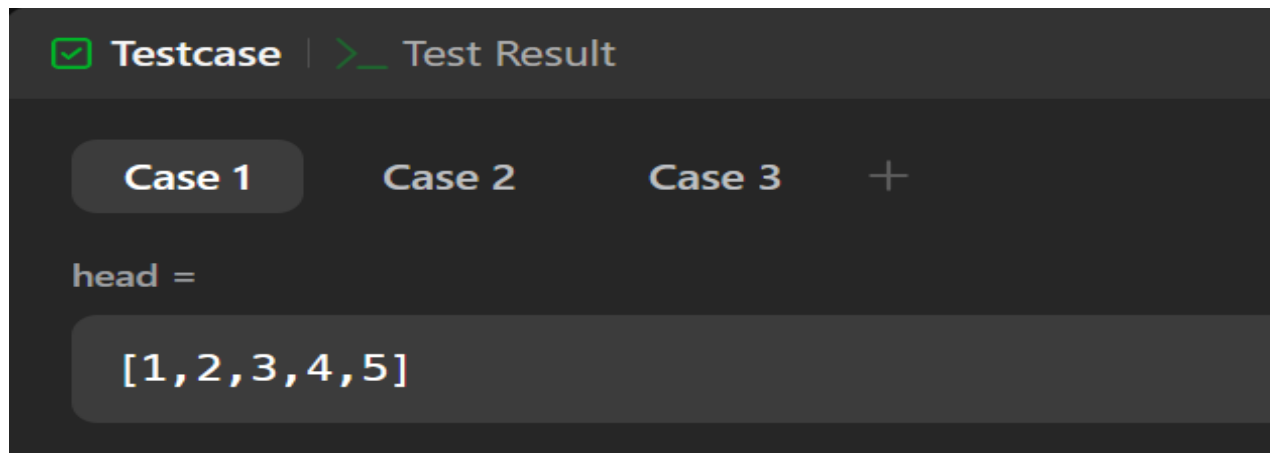 Testcase | >_ Test Result
Case 1 Case 2 Case 3 +
head =
[1,2,3,4,5]